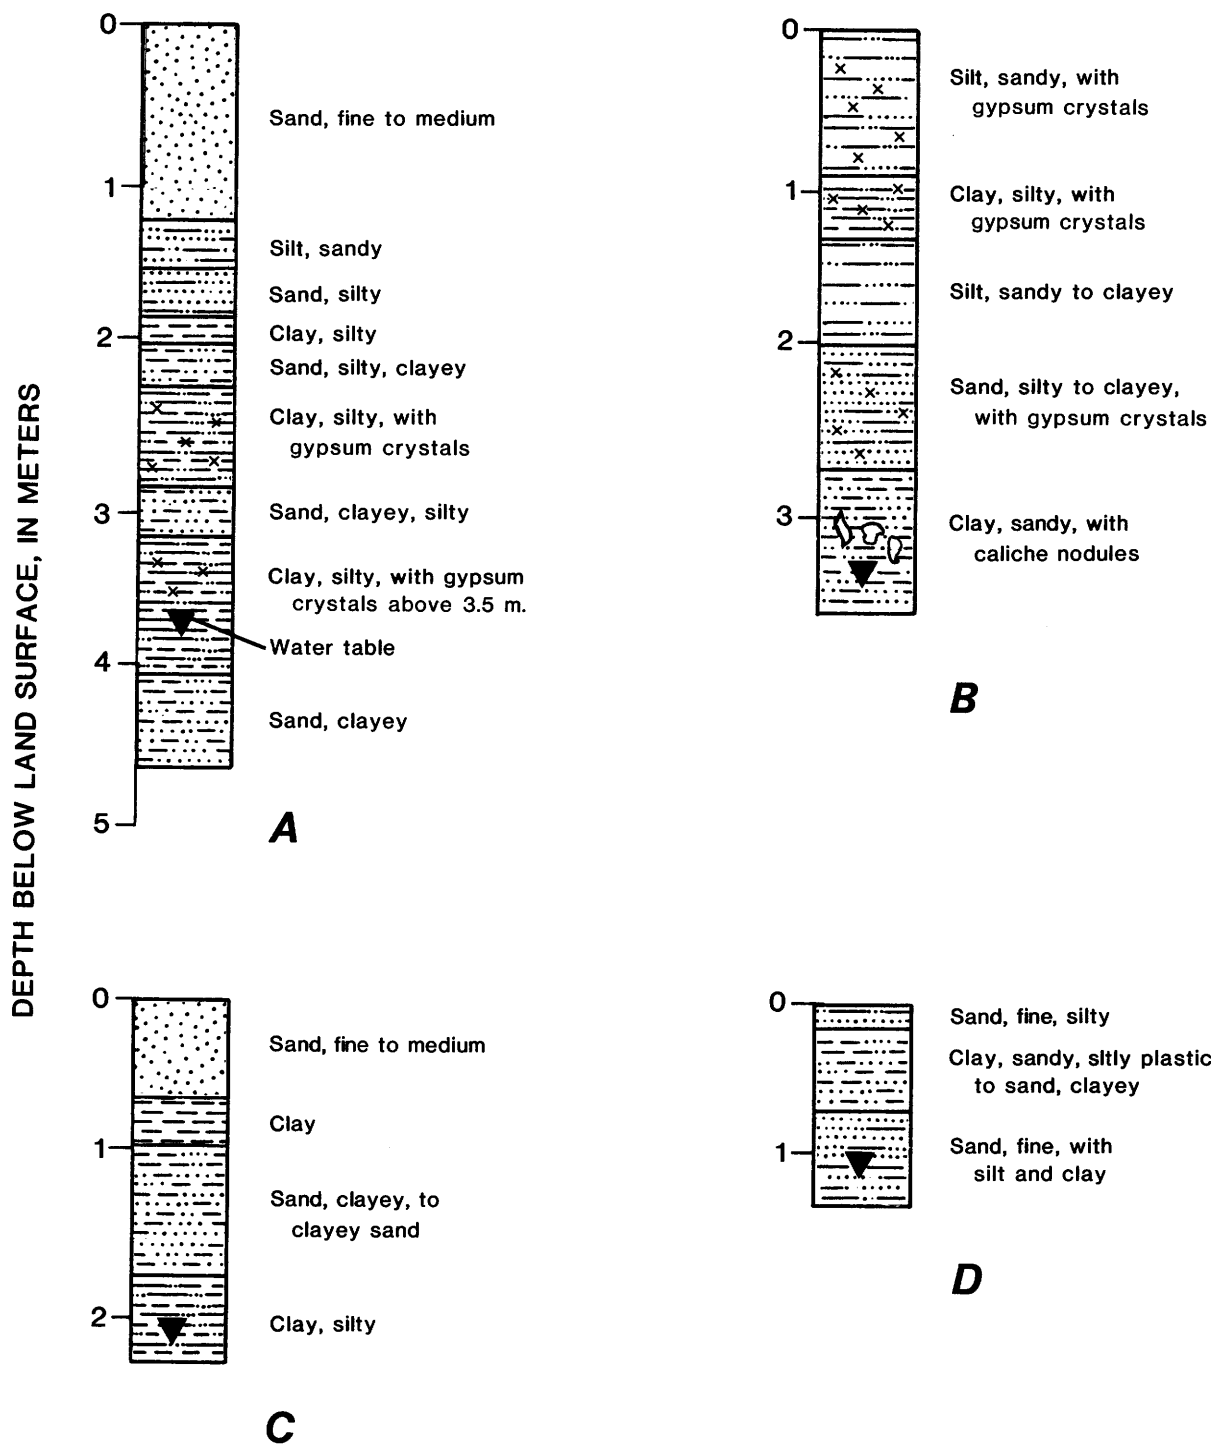 DEPTH BELOW LAND SURFACE, IN METERS
0
1
2
3
4
5
Sand, fine to medium
Silt, sandy
Sand, silty
Clay, silty
Sand, silty, clayey
Clay, silty, with
gypsum crystals
Sand, clayey, silty
Clay, silty, with gypsum
crystals above 3.5 m.
Water table
Sand, clayey
A
0
1
2
3
Silt, sandy, with
gypsum crystals
Clay, silty, with
gypsum crystals
Silt, sandy to clayey
Sand, silty to clayey,
with gypsum crystals
Clay, sandy, with
caliche nodules
B
0
1
2
Sand, fine to medium
Clay
Sand, clayey, to
clayey sand
Clay, silty
C
0
1
Sand, fine, silty
Clay, sandy, sltly plastic
to sand, clayey
Sand, fine, with
silt and clay
D